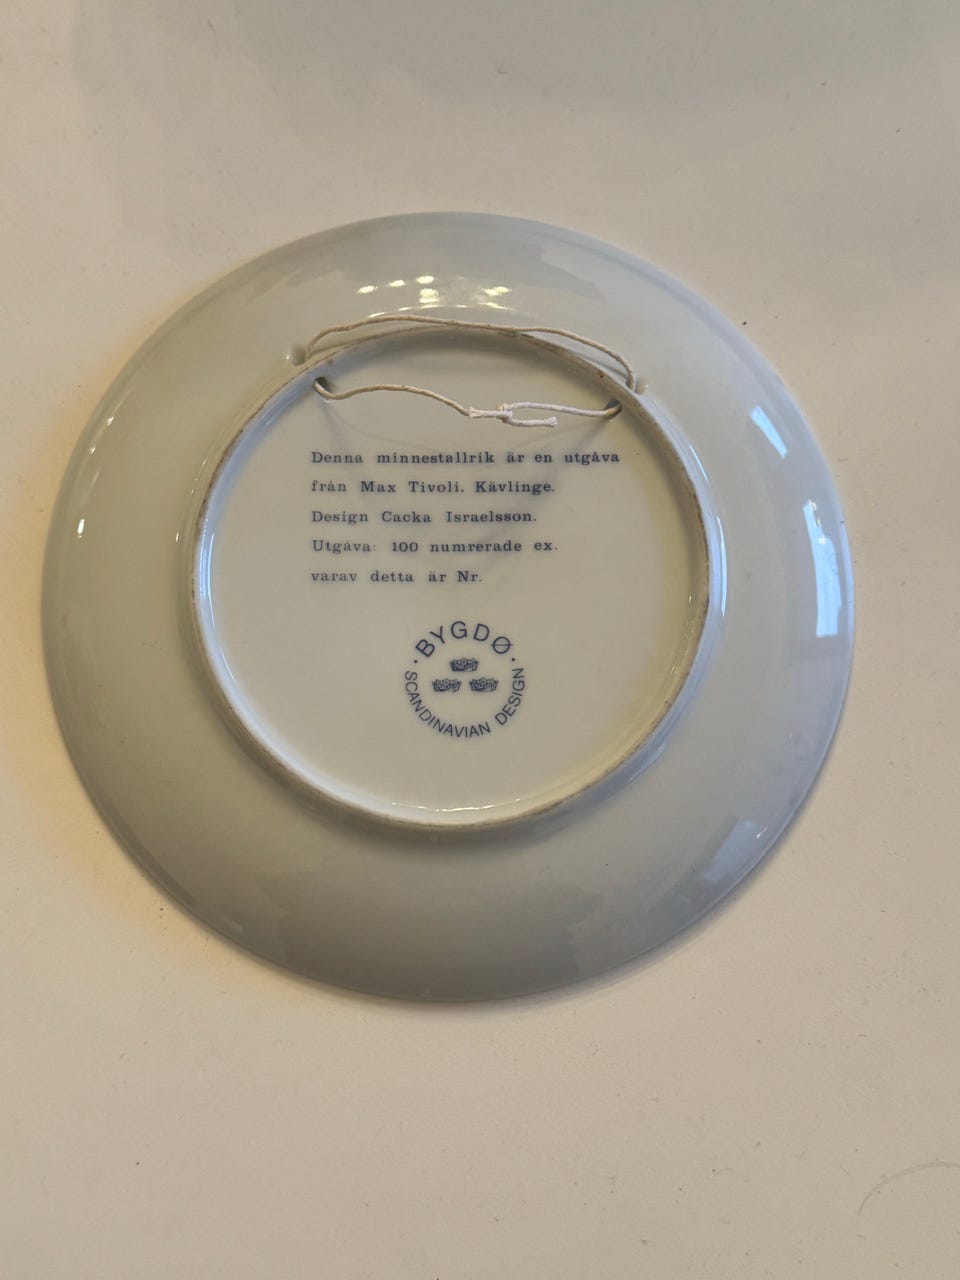 Denna minnestallrik är en utgåva
från Max Tivoli, Kävlinge.
Design Cacka Israelsson.
Utgåva: 100 numrerade ex.
varav detta är Nr.
· BYGDØ ·
SCANDINAVIAN DESIGN